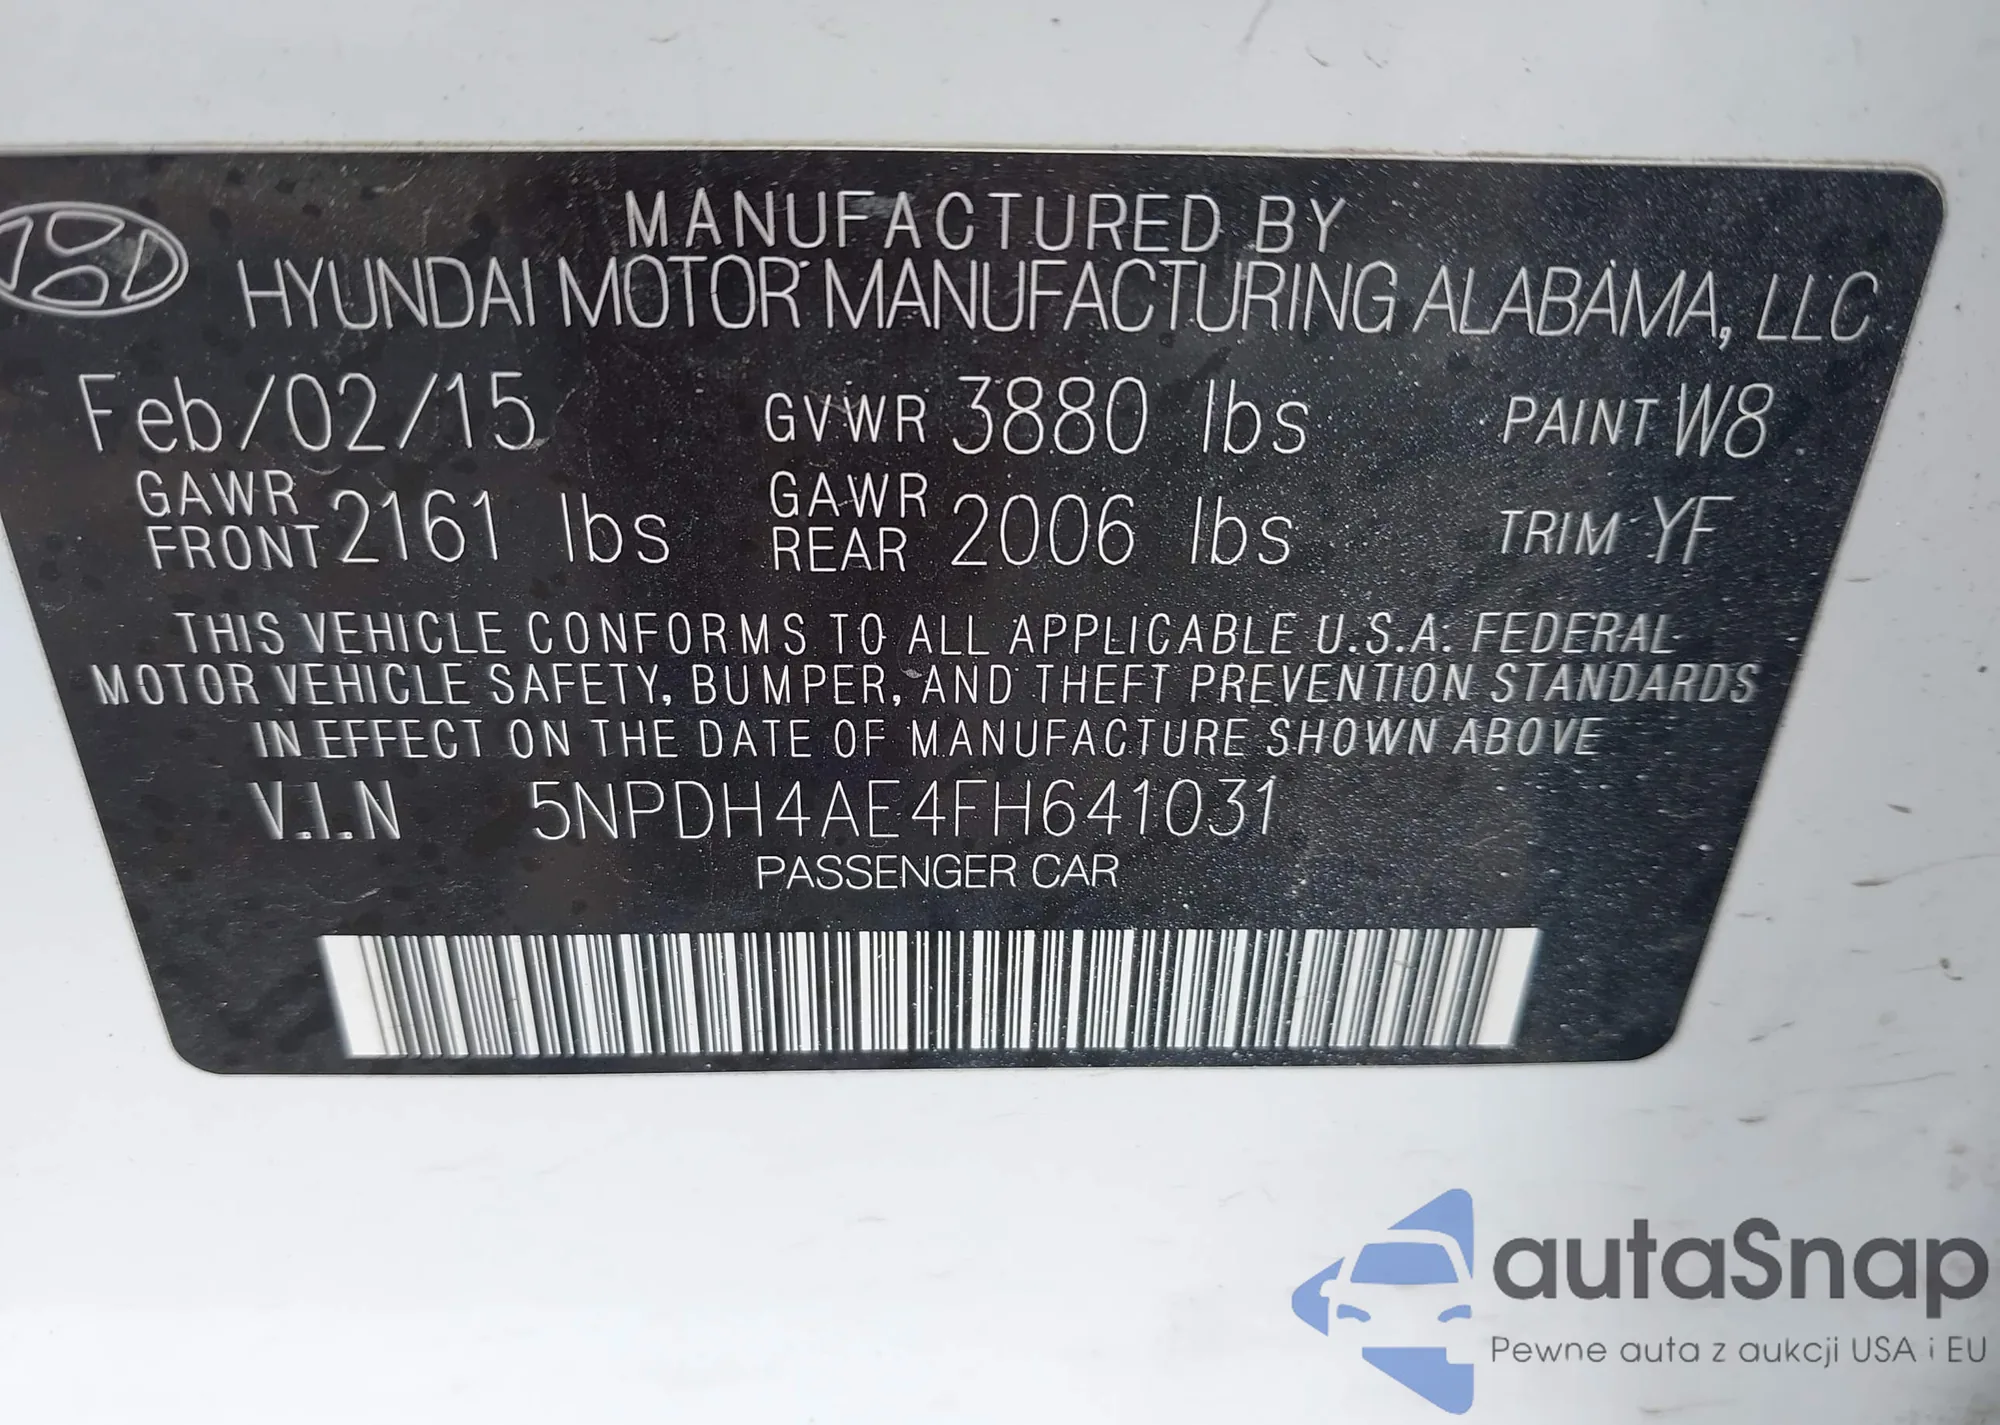 MANUFACTURED BY
HYUNDAI MOTOR MANUFACTURING ALABAMA, LLC
Feb/02/15 GVWR 3880 lbs PAINT W8
GAWR FRONT 2161 lbs GAWR REAR 2006 lbs TRIM YF
THIS VEHICLE CONFORMS TO ALL APPLICABLE U.S.A. FEDERAL
MOTOR VEHICLE SAFETY, BUMPER, AND THEFT PREVENTION STANDARDS
IN EFFECT ON THE DATE OF MANUFACTURE SHOWN ABOVE
V.I.N 5NPDH4AE4FH641031
PASSENGER CAR
autaSnap
Pewne auta z aukcji USA i EU